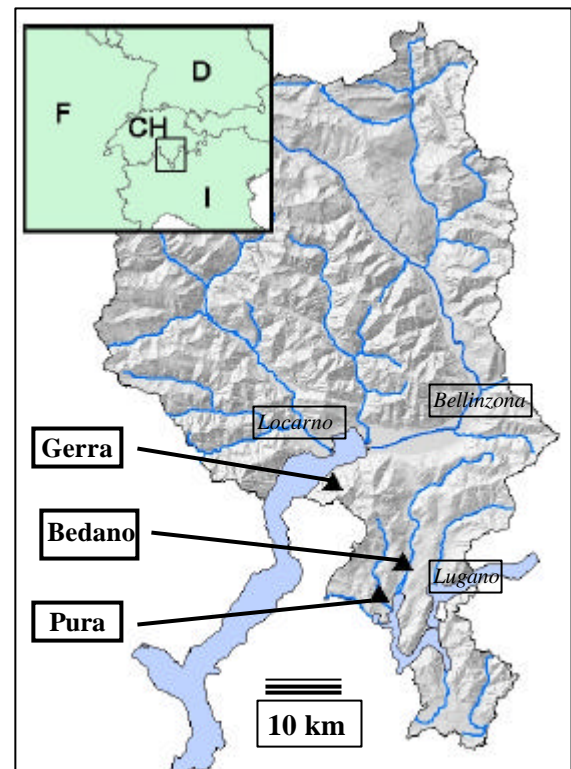 D
F
CH
I
Bellinzona
Locarno
Gerra
Bedano
Lugano
Pura
10 km